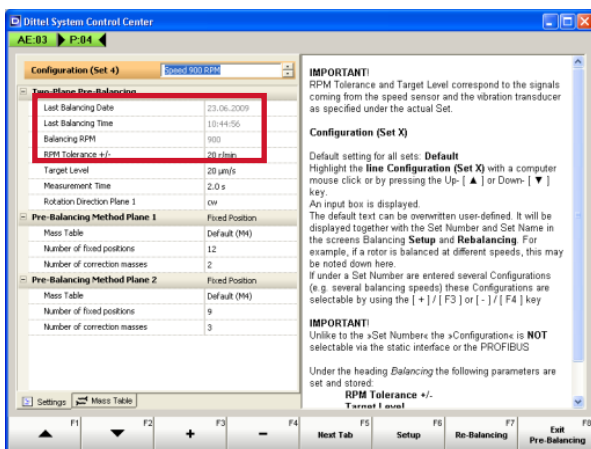 Dittel System Control Center
AE:03 P:04
Configuration (Set 4) Speed 900 RPM
Two-Plane Pre-Balancing
Last Balancing Date 23.06.2009
Last Balancing Time 10:44:56
Balancing RPM 900
RPM Tolerance +/- 20 r/min
Target Level 20 µm/s
Measurement Time 2.0 s
Rotation Direction Plane 1 cw
Pre-Balancing Method Plane 1 Fixed Position
Mass Table Default (M4)
Number of fixed positions 12
Number of correction masses 2
Pre-Balancing Method Plane 2 Fixed Position
Mass Table Default (M4)
Number of fixed positions 9
Number of correction masses 3
Settings Mass Table
IMPORTANT!
RPM Tolerance and Target Level correspond to the signals
coming from the speed sensor and the vibration transducer
as specified under the actual Set.
Configuration (Set X)
Default setting for all sets: Default
Highlight the line Configuration (Set X) with a computer
mouse click or by pressing the Up- [ ▲ ] or Down- [ ▼ ]
key.
An input box is displayed.
The default text can be overwritten user-defined. It will be
displayed together with the Set Number and Set Name in
the screens Balancing Setup and Rebalancing. For
example, if a rotor is balanced at different speeds, this may
be noted down here.
If under a Set Number are entered several Configurations
(e.g. several balancing speeds) these Configurations are
selectable by using the [ + ] / [ F3 ] or [ - ] / [ F4 ] key
IMPORTANT!
Unlike to the »Set Number« the »Configuration« is NOT
selectable via the static interface or the PROFIBUS
Under the heading Balancing the following parameters are
set and stored:
RPM Tolerance +/-
Target Level
F1 F2 F3 F4 F5 F6 F7 F8
▲ ▼ + - Next Tab Setup Re-Balancing Exit
Pre-Balancing